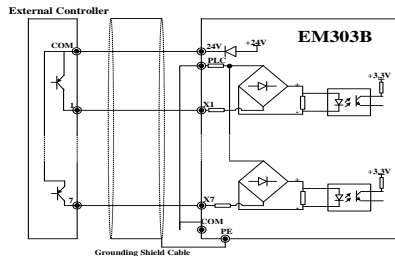 External Controller
COM
24V
+24V
EM303B
PLC
+
+3.3V
1
X1
-
+
+3.3V
7
X7
-
COM
PE
Grounding Shield Cable